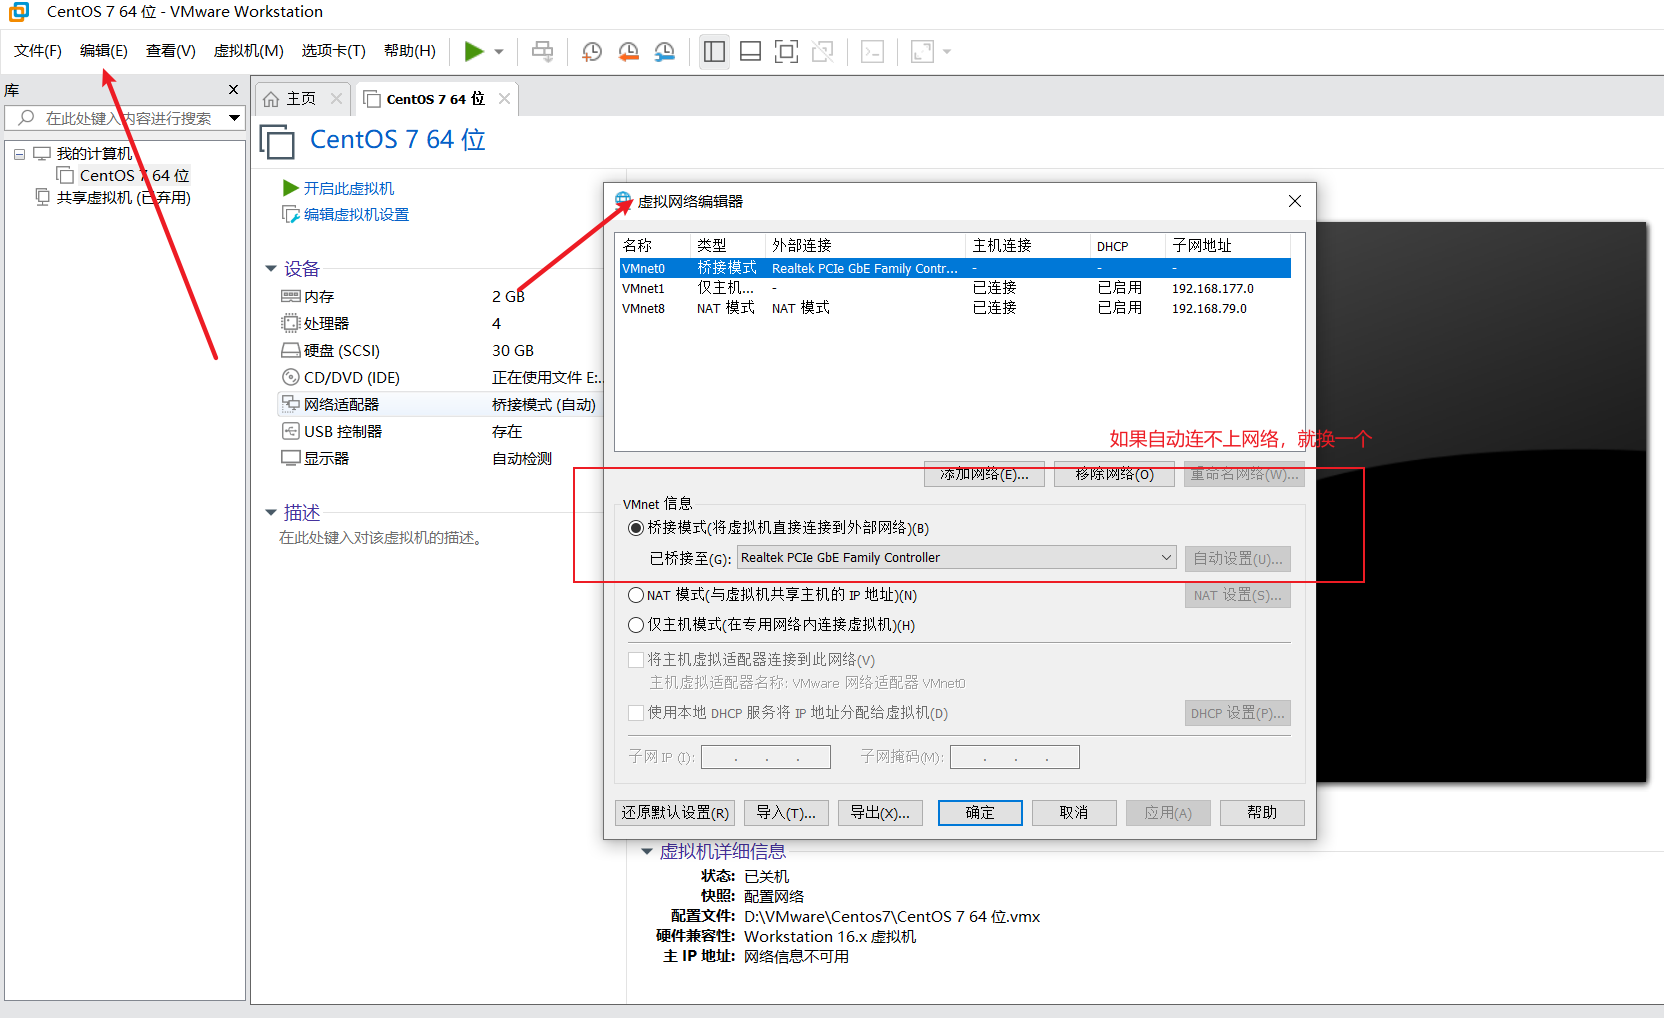 CentOS 7 64 位 - VMware Workstation
文件(F) 编辑(E) 查看(V) 虚拟机(M) 选项卡(T) 帮助(H)
库
在此处键入内容进行搜索
我的计算机
CentOS 7 64 位
共享虚拟机 (已弃用)
主页
CentOS 7 64 位
CentOS 7 64 位
开启此虚拟机
编辑虚拟机设置
设备
内存 2 GB
处理器 4
硬盘 (SCSI) 30 GB
CD/DVD (IDE) 正在使用文件 E:...
网络适配器 桥接模式 (自动)
USB 控制器 存在
显示器 自动检测
描述
在此处键入对该虚拟机的描述。
虚拟网络编辑器
名称 类型 外部连接 主机连接 DHCP 子网地址
VMnet0 桥接模式 Realtek PCIe GbE Family Contr... - - -
VMnet1 仅主机... - 已连接 已启用 192.168.177.0
VMnet8 NAT 模式 NAT 模式 已连接 已启用 192.168.79.0
如果自动连不上网络，就换一个
添加网络(E)... 移除网络(O) 重命名网络(W)...
VMnet 信息
桥接模式(将虚拟机直接连接到外部网络)(B)
已桥接至(G): Realtek PCIe GbE Family Controller 自动设置(U)...
NAT 模式(与虚拟机共享主机的 IP 地址)(N) NAT 设置(S)...
仅主机模式(在专用网络内连接虚拟机)(H)
将主机虚拟适配器连接到此网络(V)
主机虚拟适配器名称: VMware 网络适配器 VMnet0
使用本地 DHCP 服务将 IP 地址分配给虚拟机(D) DHCP 设置(P)...
子网 IP (I): . . . 子网掩码(M): . . .
还原默认设置(R) 导入(T)... 导出(X)... 确定 取消 应用(A) 帮助
虚拟机详细信息
状态: 已关机
快照: 配置网络
配置文件: D:\VMware\Centos7\CentOS 7 64 位.vmx
硬件兼容性: Workstation 16.x 虚拟机
主 IP 地址: 网络信息不可用